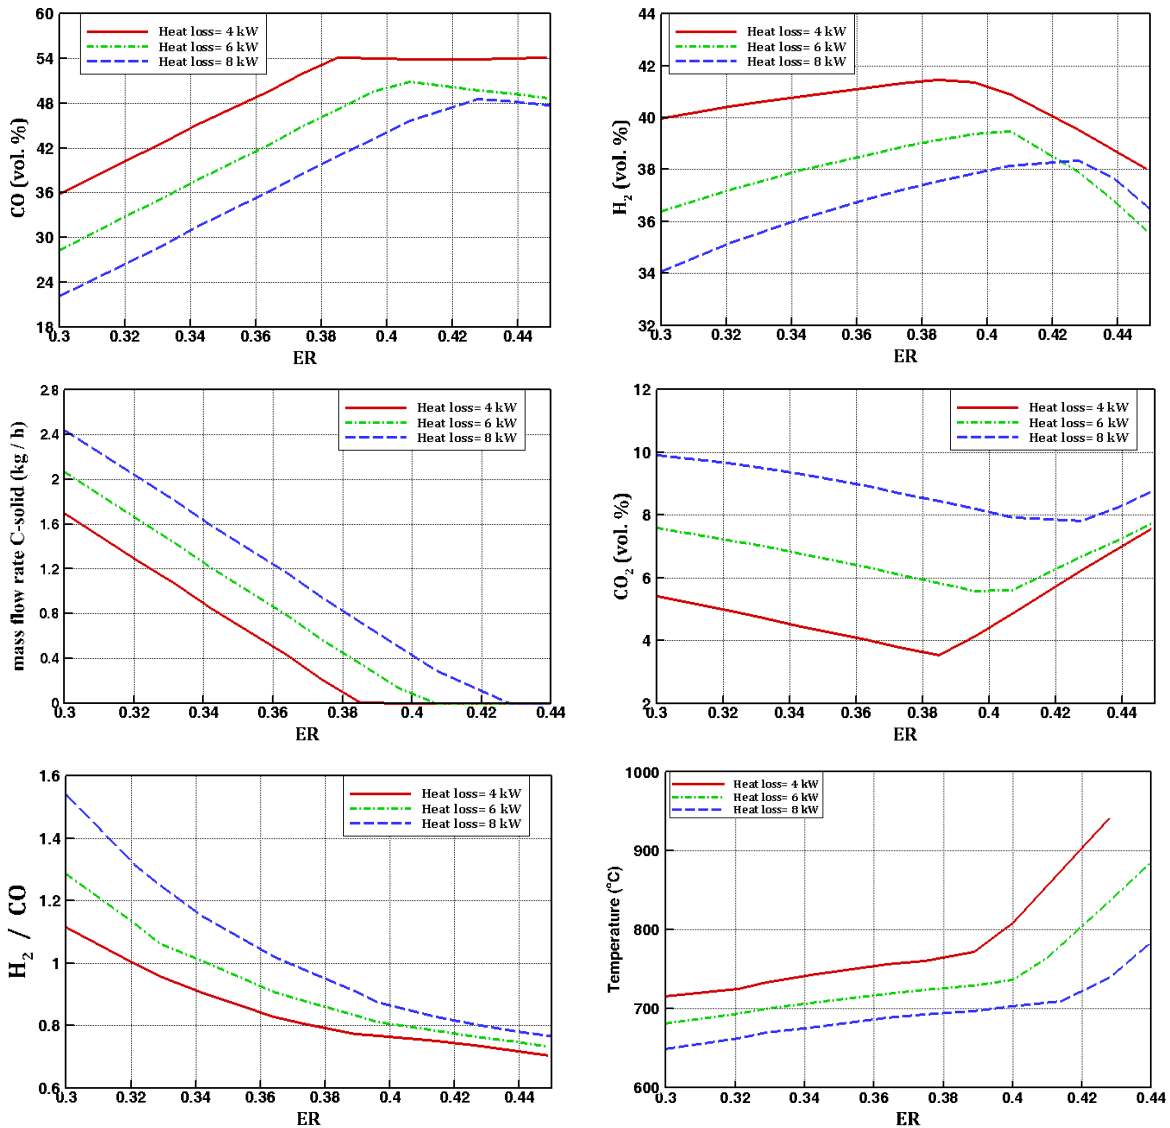 60
54
48
42
36
30
24
18
CO (vol. %)
Heat loss= 4 kW
Heat loss= 6 kW
Heat loss= 8 kW
0.3 0.32 0.34 0.36 0.38 0.4 0.42 0.44
ER
44
42
40
38
36
34
32
H2 (vol. %)
Heat loss= 4 kW
Heat loss= 6 kW
Heat loss= 8 kW
0.3 0.32 0.34 0.36 0.38 0.4 0.42 0.44
ER
2.8
2.4
2
1.6
1.2
0.8
0.4
0
mass flow rate C-solid (kg / h)
Heat loss= 4 kW
Heat loss= 6 kW
Heat loss= 8 kW
0.3 0.32 0.34 0.36 0.38 0.4 0.42 0.44
ER
12
10
8
6
4
2
CO2 (vol. %)
Heat loss= 4 kW
Heat loss= 6 kW
Heat loss= 8 kW
0.3 0.32 0.34 0.36 0.38 0.4 0.42 0.44
ER
1.6
1.4
1.2
1
0.8
0.6
H2 / CO
Heat loss= 4 kW
Heat loss= 6 kW
Heat loss= 8 kW
0.3 0.32 0.34 0.36 0.38 0.4 0.42 0.44
ER
1000
900
800
700
600
Temperature (°C)
Heat loss= 4 kW
Heat loss= 6 kW
Heat loss= 8 kW
0.3 0.32 0.34 0.36 0.38 0.4 0.42 0.44
ER